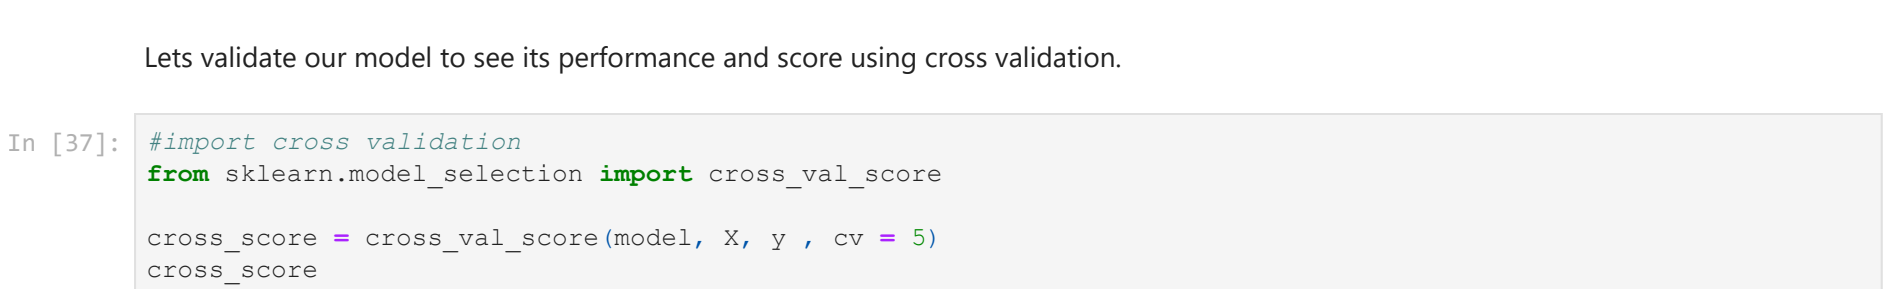 Lets validate our model to see its performance and score using cross validation.
In [37]: #import cross validation
from sklearn.model_selection import cross_val_score
cross_score = cross_val_score(model, X, y , cv = 5)
cross_score